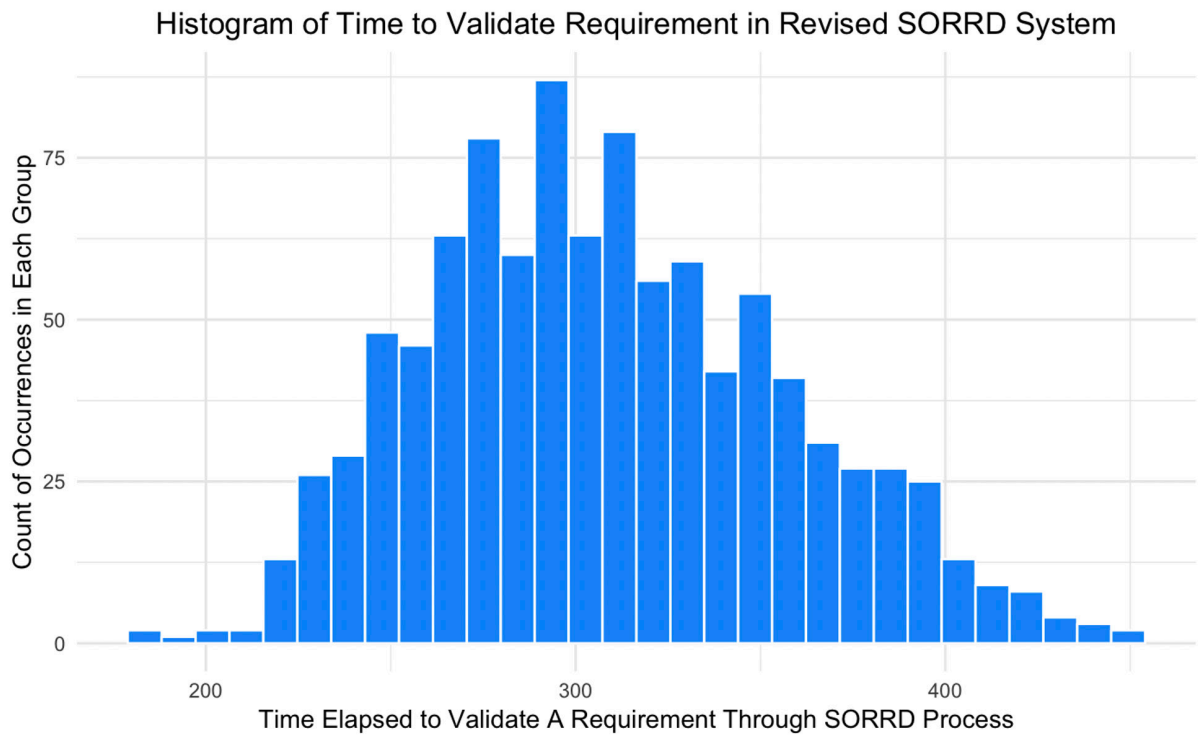 Histogram of Time to Validate Requirement in Revised SORRD System
Count of Occurrences in Each Group
75
50
25
0
200 300 400
Time Elapsed to Validate A Requirement Through SORRD Process